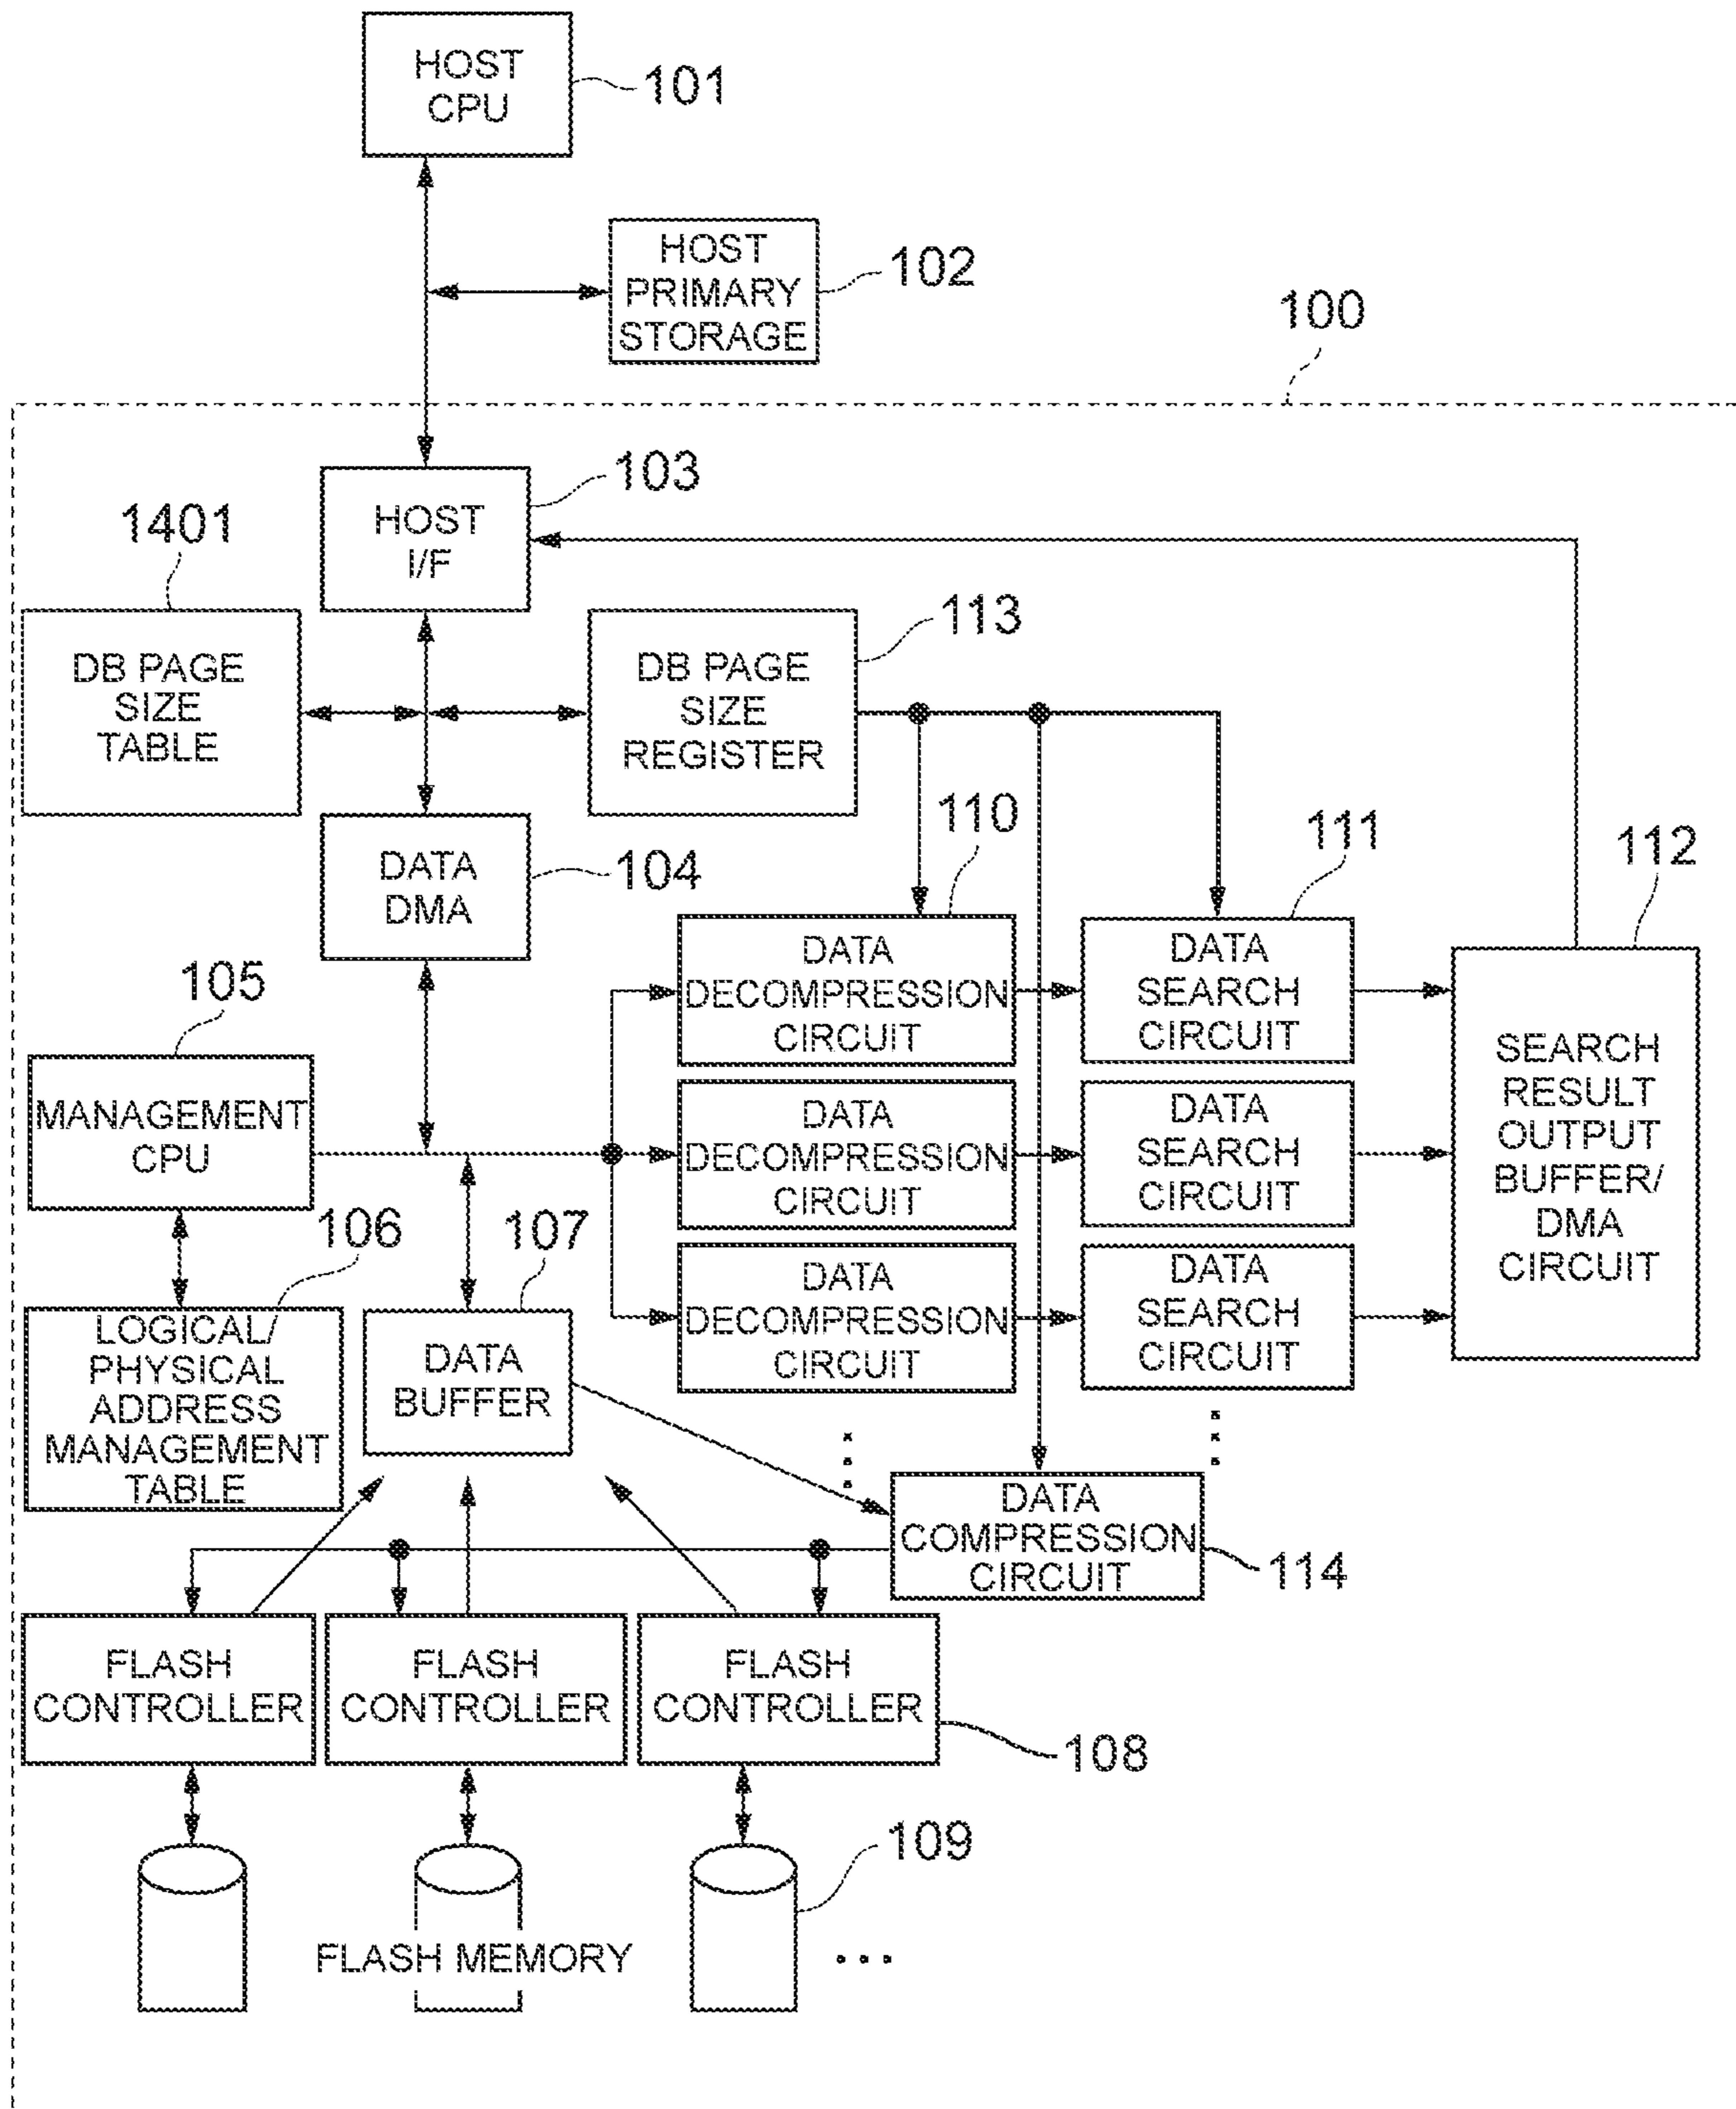 HOST
CPU
101
HOST
PRIMARY
STORAGE
102
100
HOST
I/F
103
1401
DB PAGE
SIZE
TABLE
DB PAGE
SIZE
REGISTER
113
DATA
DMA
104
110
111
112
DATA
DECOMPRESSION
CIRCUIT
DATA
SEARCH
CIRCUIT
105
MANAGEMENT
CPU
DATA
DECOMPRESSION
CIRCUIT
DATA
SEARCH
CIRCUIT
SEARCH
RESULT
OUTPUT
BUFFER/
DMA
CIRCUIT
106
107
LOGICAL/
PHYSICAL
ADDRESS
MANAGEMENT
TABLE
DATA
BUFFER
DATA
DECOMPRESSION
CIRCUIT
DATA
SEARCH
CIRCUIT
DATA
COMPRESSION
CIRCUIT
114
FLASH
CONTROLLER
FLASH
CONTROLLER
FLASH
CONTROLLER
108
109
FLASH MEMORY
...